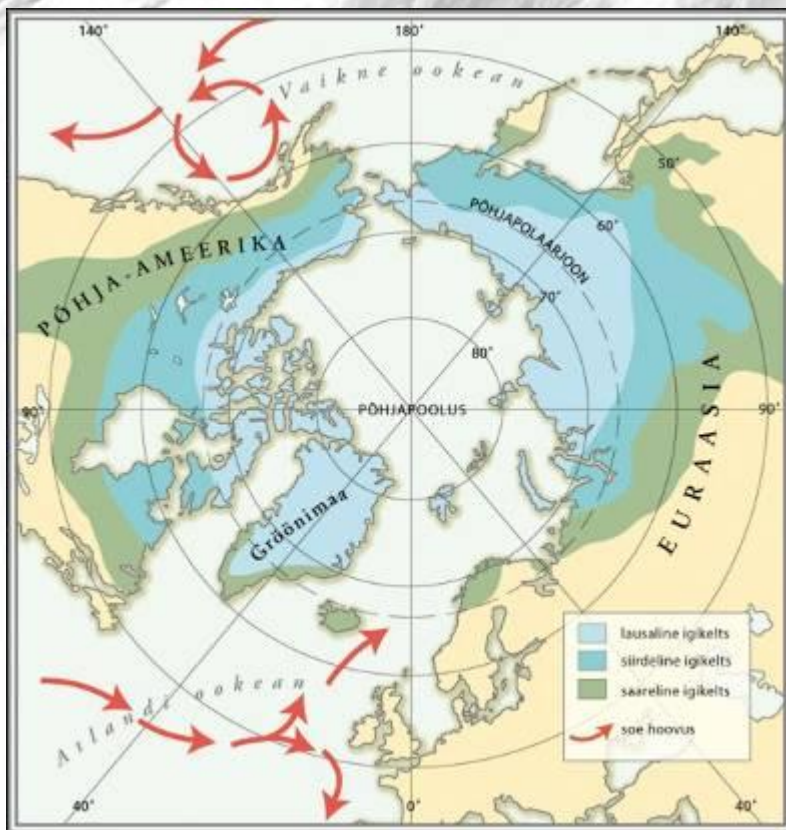 140°
180°
140°
Vaikne ookean
50°
PÕHJAPOLAARJOON
60°
PÕHJA-AMEERIKA
70°
80°
90°
PÕHJAPOOLUS
90°
EURAASIA
Gröönimaa
lausaline igikelts
siirdeline igikelts
saareline igikelts
soe hoovus
Atlandi ookean
40°
0°
40°